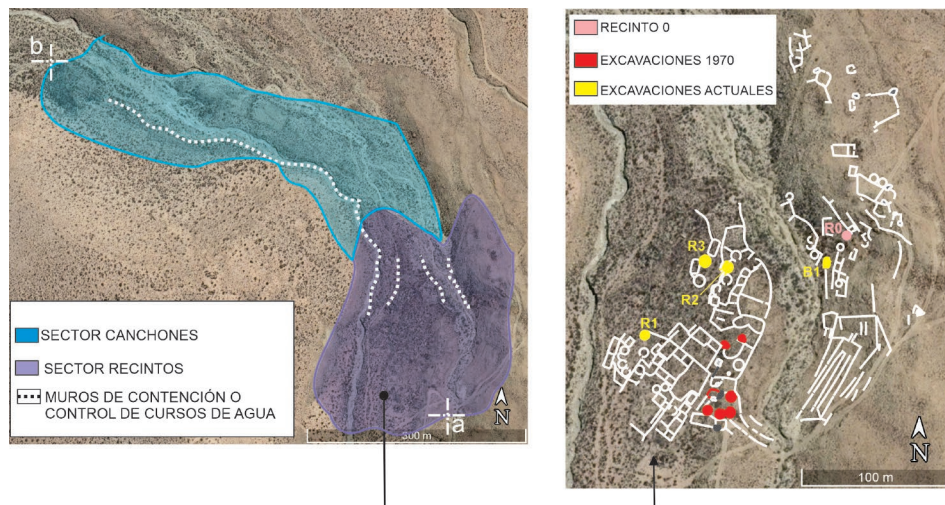 b
a
SECTOR CANCHONES
SECTOR RECINTOS
MUROS DE CONTENCIÓN O
CONTROL DE CURSOS DE AGUA
N
300 m
RECINTO 0
EXCAVACIONES 1970
EXCAVACIONES ACTUALES
R0
R3
R1
R2
R1
N
100 m